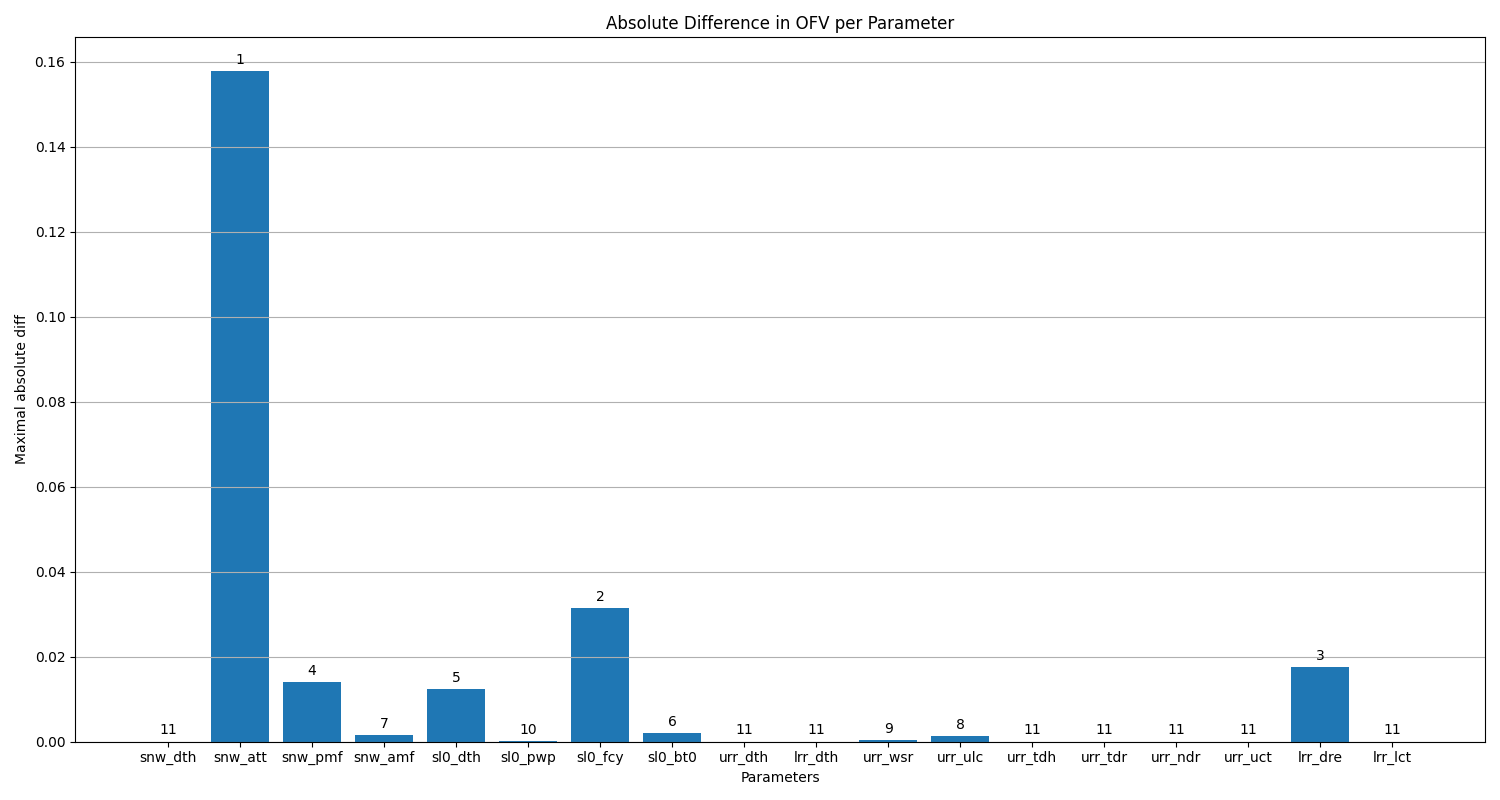 Absolute Difference in OFV per Parameter
Maximal absolute diff
0.16
0.14
0.12
0.10
0.08
0.06
0.04
0.02
0.00
11 1 4 7 5 10 2 6 11 11 9 8 11 11 11 11 3 11
snw_dth snw_att snw_pmf snw_amf sl0_dth sl0_pwp sl0_fcy sl0_bt0 urr_dth lrr_dth urr_wsr urr_ulc urr_tdh urr_tdr urr_ndr urr_uct lrr_dre lrr_lct
Parameters